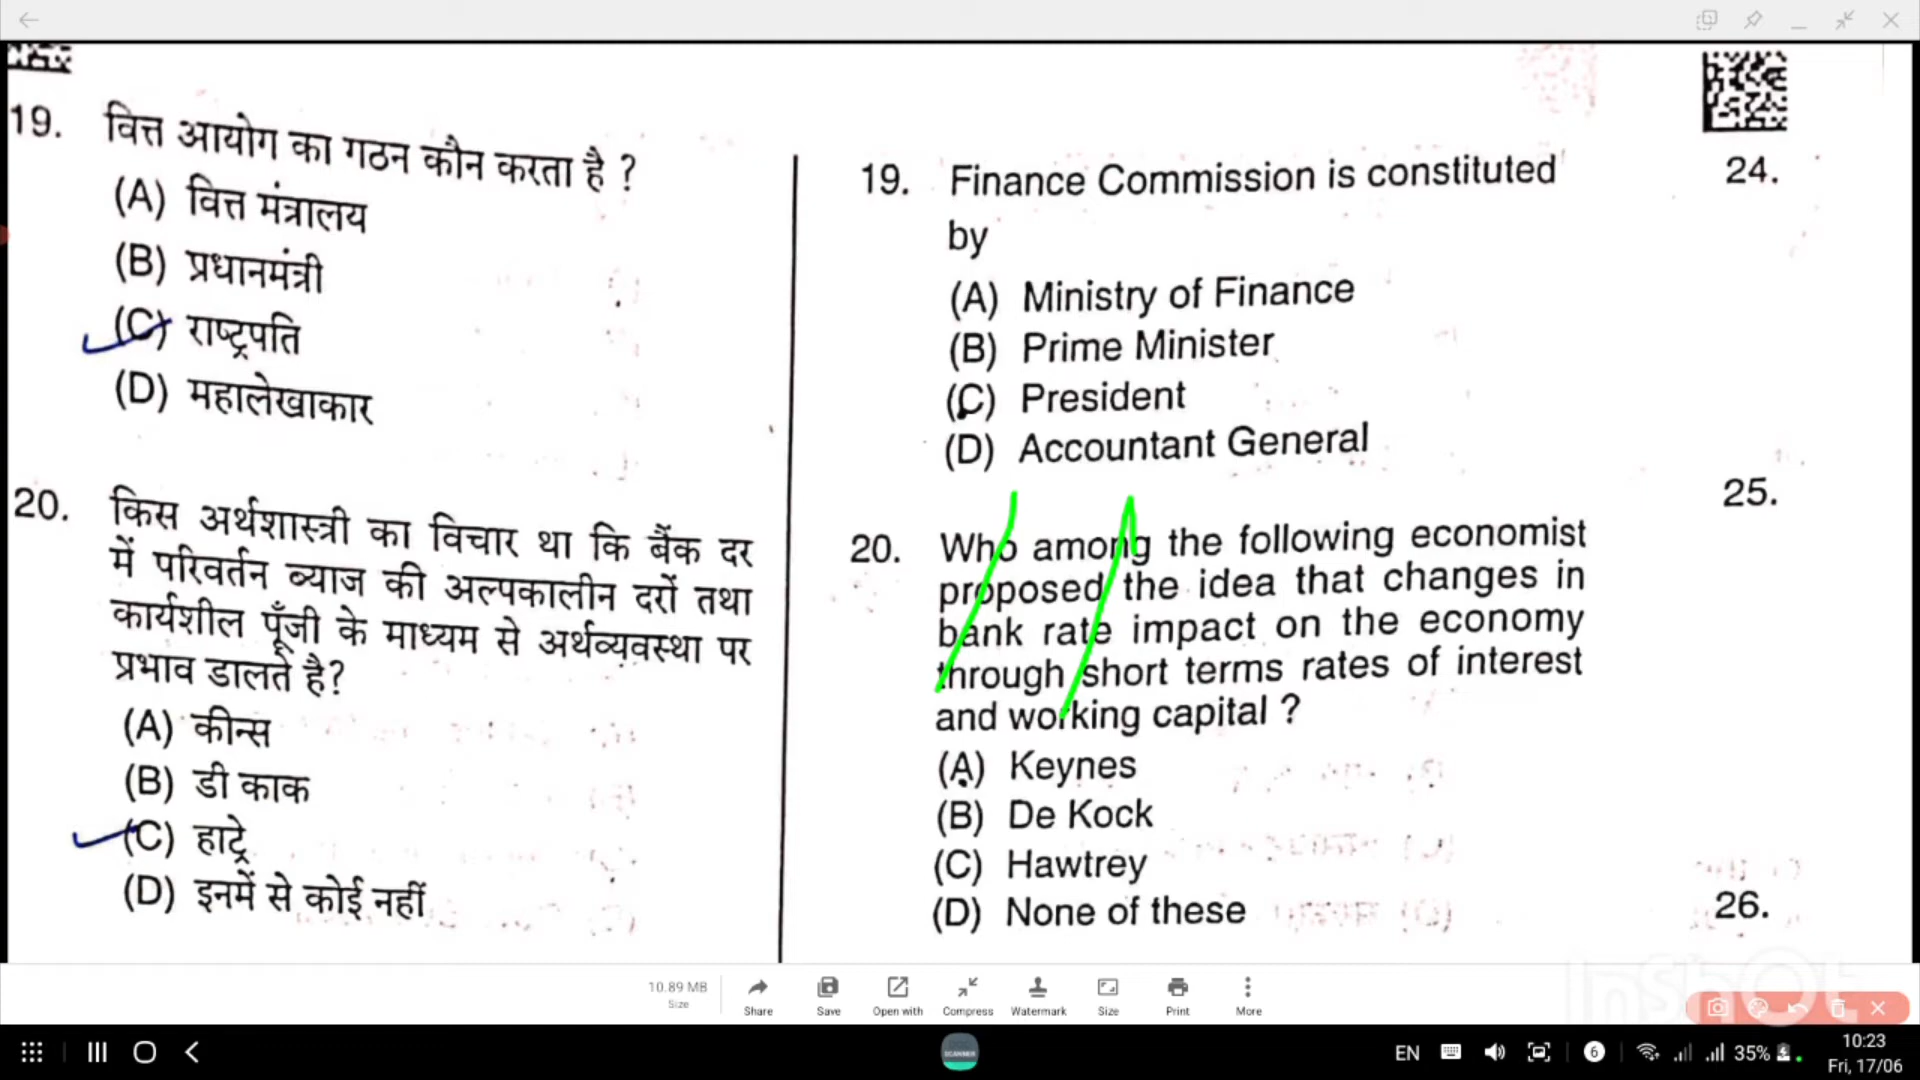 19. वित्त आयोग का गठन कौन करता है ?
(A) वित्त मंत्रालय
(B) प्रधानमंत्री
(C) राष्ट्रपति
(D) महालेखाकार
20. किस अर्थशास्त्री का विचार था कि बैंक दर
में परिवर्तन ब्याज की अल्पकालीन दरों तथा
कार्यशील पूँजी के माध्यम से अर्थव्यवस्था पर
प्रभाव डालते है?
(A) कीन्स
(B) डी काक
(C) हाट्रे
(D) इनमें से कोई नहीं
19. Finance Commission is constituted
by
(A) Ministry of Finance
(B) Prime Minister
(C) President
(D) Accountant General
20. Who among the following economist
proposed the idea that changes in
bank rate impact on the economy
through short terms rates of interest
and working capital ?
(A) Keynes
(B) De Kock
(C) Hawtrey
(D) None of these
24.
25.
26.
InShOt
10.89 MB
Size
Share
Save
Open with
Compress
Watermark
Size
Print
More
SCANNER
EN
6
35%
10:23
Fri, 17/06